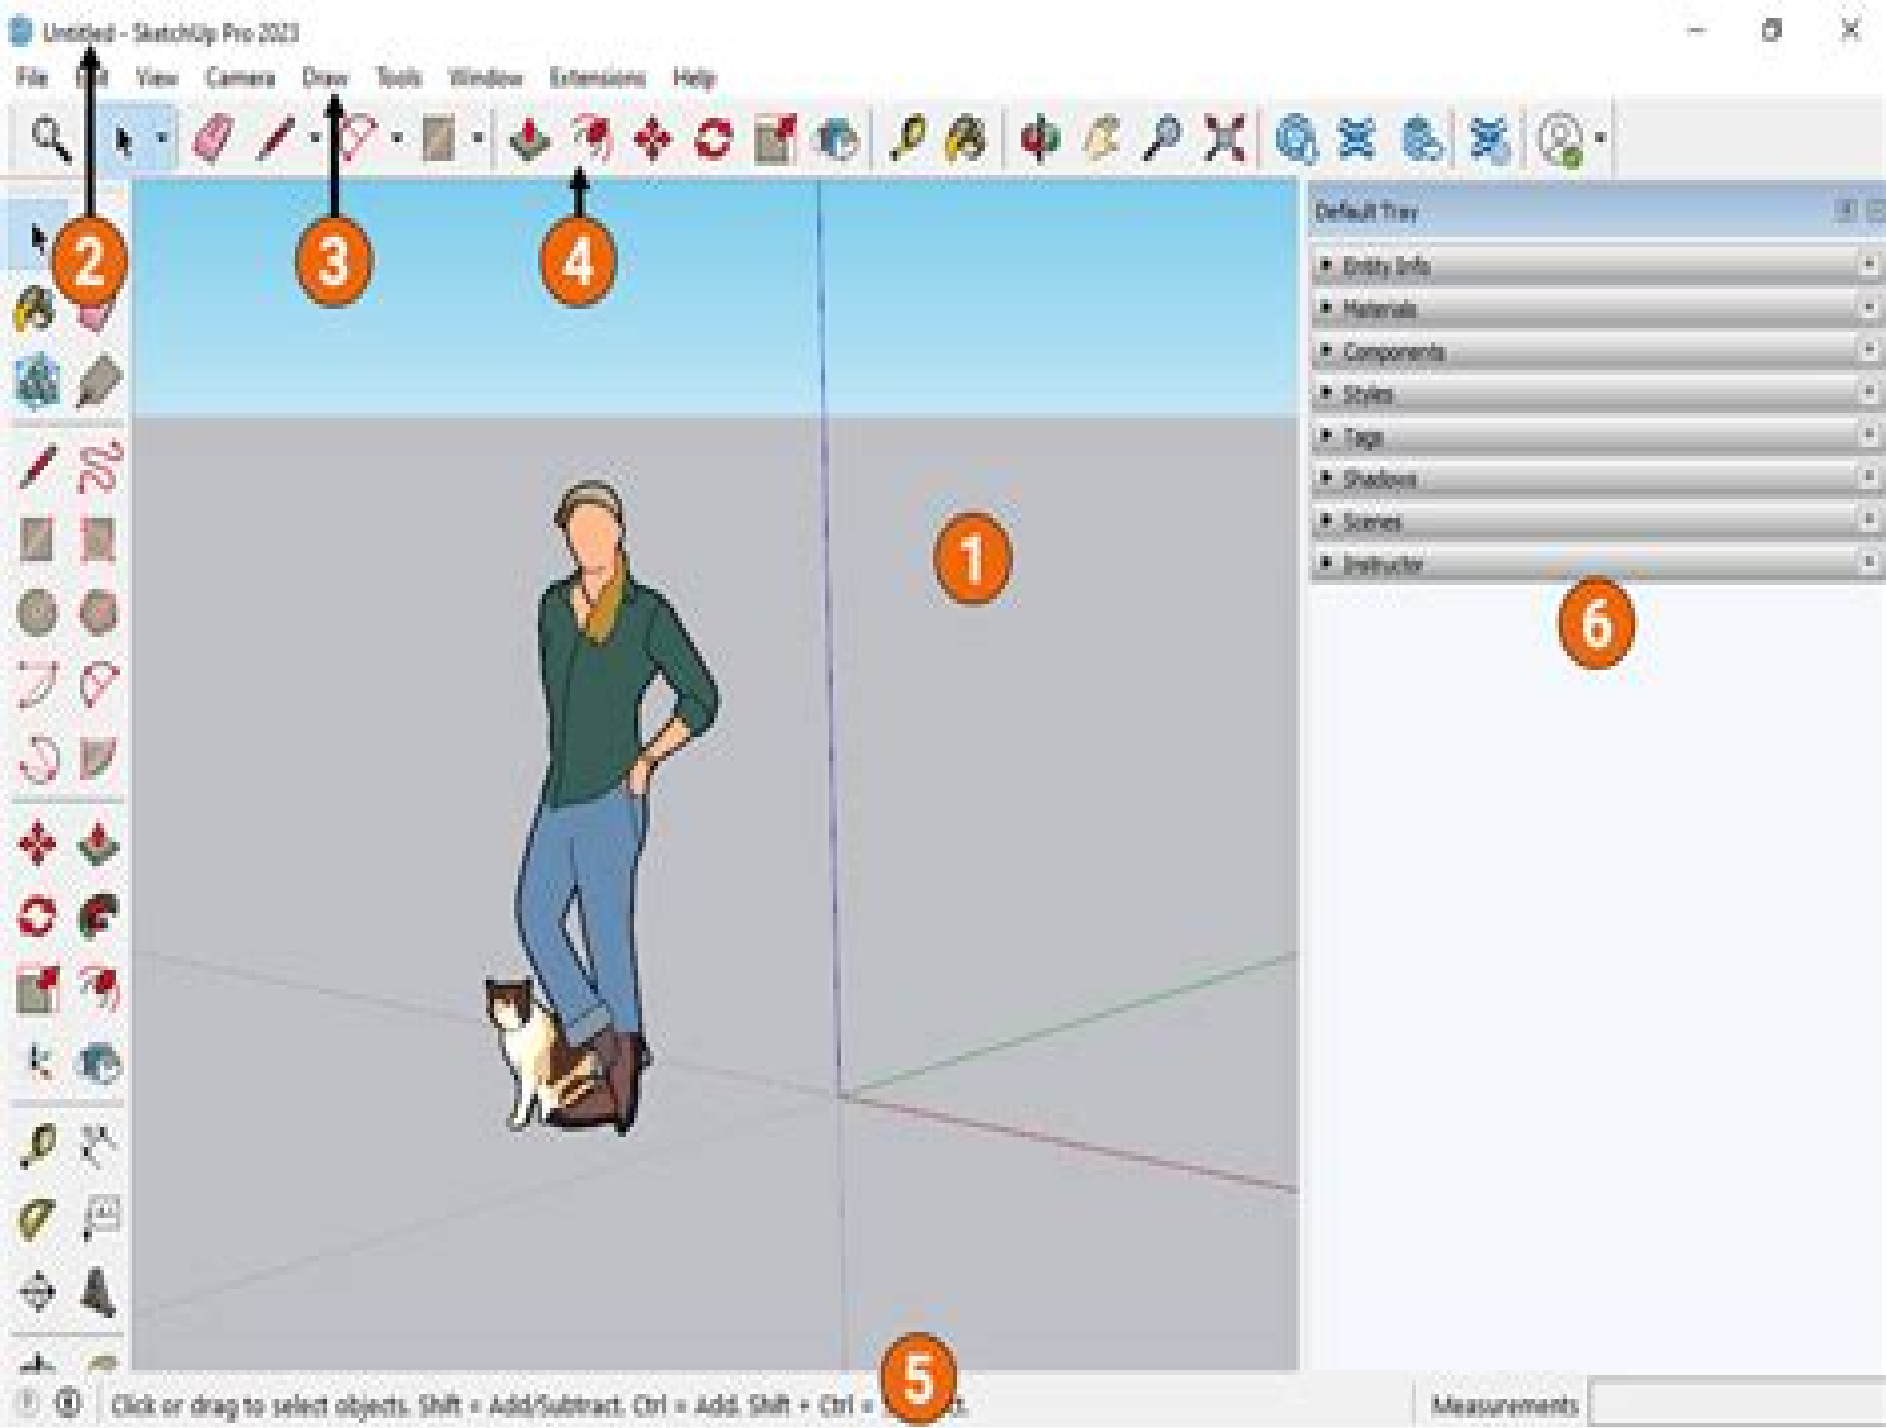 Untitled - SketchUp Pro 2023
File View Camera Draw Tools Window Extensions Help
Default Tray
2
3
4
Entity Info
Materials
Components
Styles
Tags
Shadows
Scenes
1
Instructor
6
5
Click or drag to select objects. Shift = Add/Subtract. Ctrl = Add. Shift + Ctrl =
Measurements